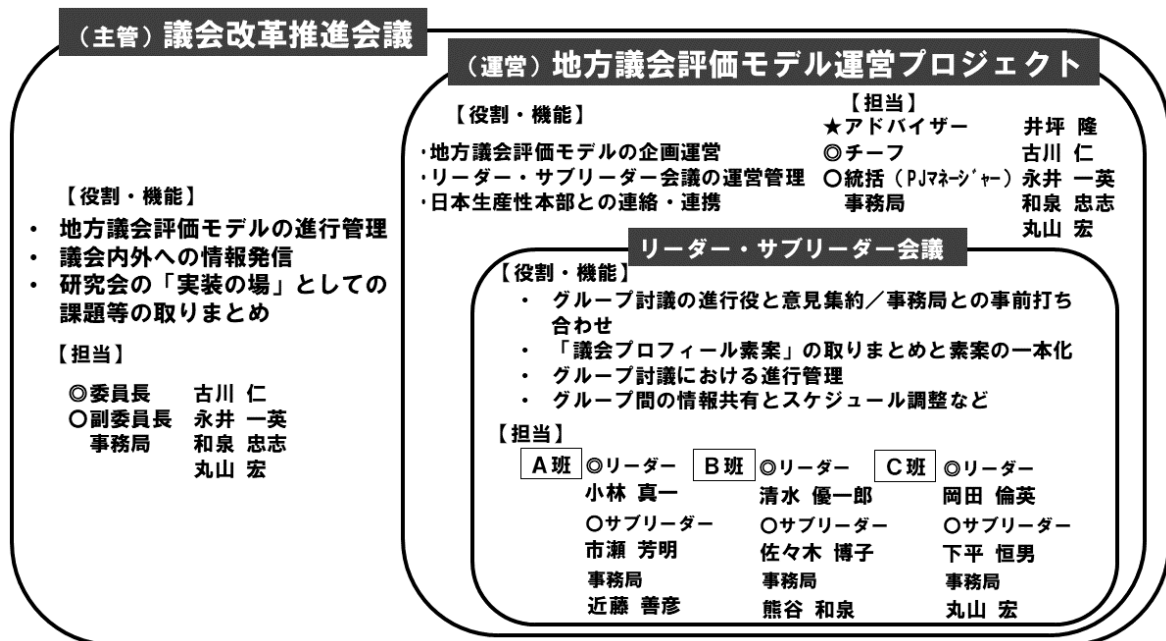 （主管）議会改革推進会議
【役割・機能】
・ 地方議会評価モデルの進行管理
・ 議会内外への情報発信
・ 研究会の「実装の場」としての
課題等の取りまとめ
【担当】
◎委員長 古川 仁
○副委員長 永井 一英
事務局 和泉 忠志
丸山 宏
（運営）地方議会評価モデル運営プロジェクト
【役割・機能】
・地方議会評価モデルの企画運営
・リーダー・サブリーダー会議の運営管理
・日本生産性本部との連絡・連携
【担当】
★アドバイザー 井坪 隆
◎チーフ 古川 仁
○統括（PJﾏﾈｰｼﾞｬｰ） 永井 一英
事務局 和泉 忠志
丸山 宏
リーダー・サブリーダー会議
【役割・機能】
・ グループ討議の進行役と意見集約／事務局との事前打ち
合わせ
・ 「議会プロフィール素案」の取りまとめと素案の一本化
・ グループ討議における進行管理
・ グループ間の情報共有とスケジュール調整など
【担当】
A班 ◎リーダー
小林 真一
○サブリーダー
市瀬 芳明
事務局
近藤 善彦
B班 ◎リーダー
清水 優一郎
○サブリーダー
佐々木 博子
事務局
熊谷 和泉
C班 ◎リーダー
岡田 倫英
○サブリーダー
下平 恒男
事務局
丸山 宏